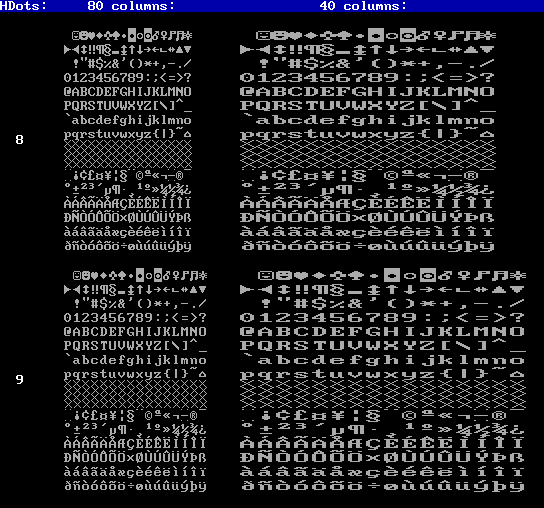 HDots: 80 columns: 40 columns:
☺☻♥♦♣♠•◘○◙♂♀♪♫☼ ☺☻♥♦♣♠•◘○◙♂♀♪♫☼
►◄↕‼¶§▬↨↑↓→←∟↔▲▼ ►◄↕‼¶§▬↨↑↓→←∟↔▲▼
!"#$%&'()*+,-./ !"#$%&'()*+,-./
0123456789:;<=>? 0123456789:;<=>?
@ABCDEFGHIJKLMNO @ABCDEFGHIJKLMNO
PQRSTUVWXYZ[\]^_ PQRSTUVWXYZ[\]^_
`abcdefghijklmno `abcdefghijklmno
8 pqrstuvwxyz{|}~⌂ pqrstuvwxyz{|}~⌂
¡¢£¤¥¦§¨©ª«¬-®¯ ¡¢£¤¥¦§¨©ª«¬-®¯
°±²³´µ¶·¸¹º»¼½¾¿ °±²³´µ¶·¸¹º»¼½¾¿
ÀÁÂÃÄÅÆÇÈÉÊËÌÍÎÏ ÀÁÂÃÄÅÆÇÈÉÊËÌÍÎÏ
ÐÑÒÓÔÕÖ×ØÙÚÛÜÝÞß ÐÑÒÓÔÕÖ×ØÙÚÛÜÝÞß
àáâãäåæçèéêëìíîï àáâãäåæçèéêëìíîï
ðñòóôõö÷øùúûüýþÿ ðñòóôõö÷øùúûüýþÿ
☺☻♥♦♣♠•◘○◙♂♀♪♫☼ ☺☻♥♦♣♠•◘○◙♂♀♪♫☼
►◄↕‼¶§▬↨↑↓→←∟↔▲▼ ►◄↕‼¶§▬↨↑↓→←∟↔▲▼
!"#$%&'()*+,-./ !"#$%&'()*+,-./
0123456789:;<=>? 0123456789:;<=>?
@ABCDEFGHIJKLMNO @ABCDEFGHIJKLMNO
PQRSTUVWXYZ[\]^_ PQRSTUVWXYZ[\]^_
`abcdefghijklmno `abcdefghijklmno
9 pqrstuvwxyz{|}~⌂ pqrstuvwxyz{|}~⌂
¡¢£¤¥¦§¨©ª«¬-®¯ ¡¢£¤¥¦§¨©ª«¬-®¯
°±²³´µ¶·¸¹º»¼½¾¿ °±²³´µ¶·¸¹º»¼½¾¿
ÀÁÂÃÄÅÆÇÈÉÊËÌÍÎÏ ÀÁÂÃÄÅÆÇÈÉÊËÌÍÎÏ
ÐÑÒÓÔÕÖ×ØÙÚÛÜÝÞß ÐÑÒÓÔÕÖ×ØÙÚÛÜÝÞß
àáâãäåæçèéêëìíîï àáâãäåæçèéêëìíîï
ðñòóôõö÷øùúûüýþÿ ðñòóôõö÷øùúûüýþÿ